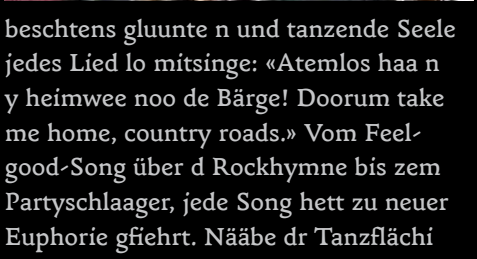 beschtens gluunte n und tanzende Seele
jedes Lied lo mitsinge: «Atemlos haa n
y heimwee noo de Bärge! Doorum take
me home, country roads.» Vom Feel-
good-Song über d Rockhymne bis zem
Partyschlaager, jede Song hett zu neuer
Euphorie gfiehrt. Nääbe dr Tanzflächi